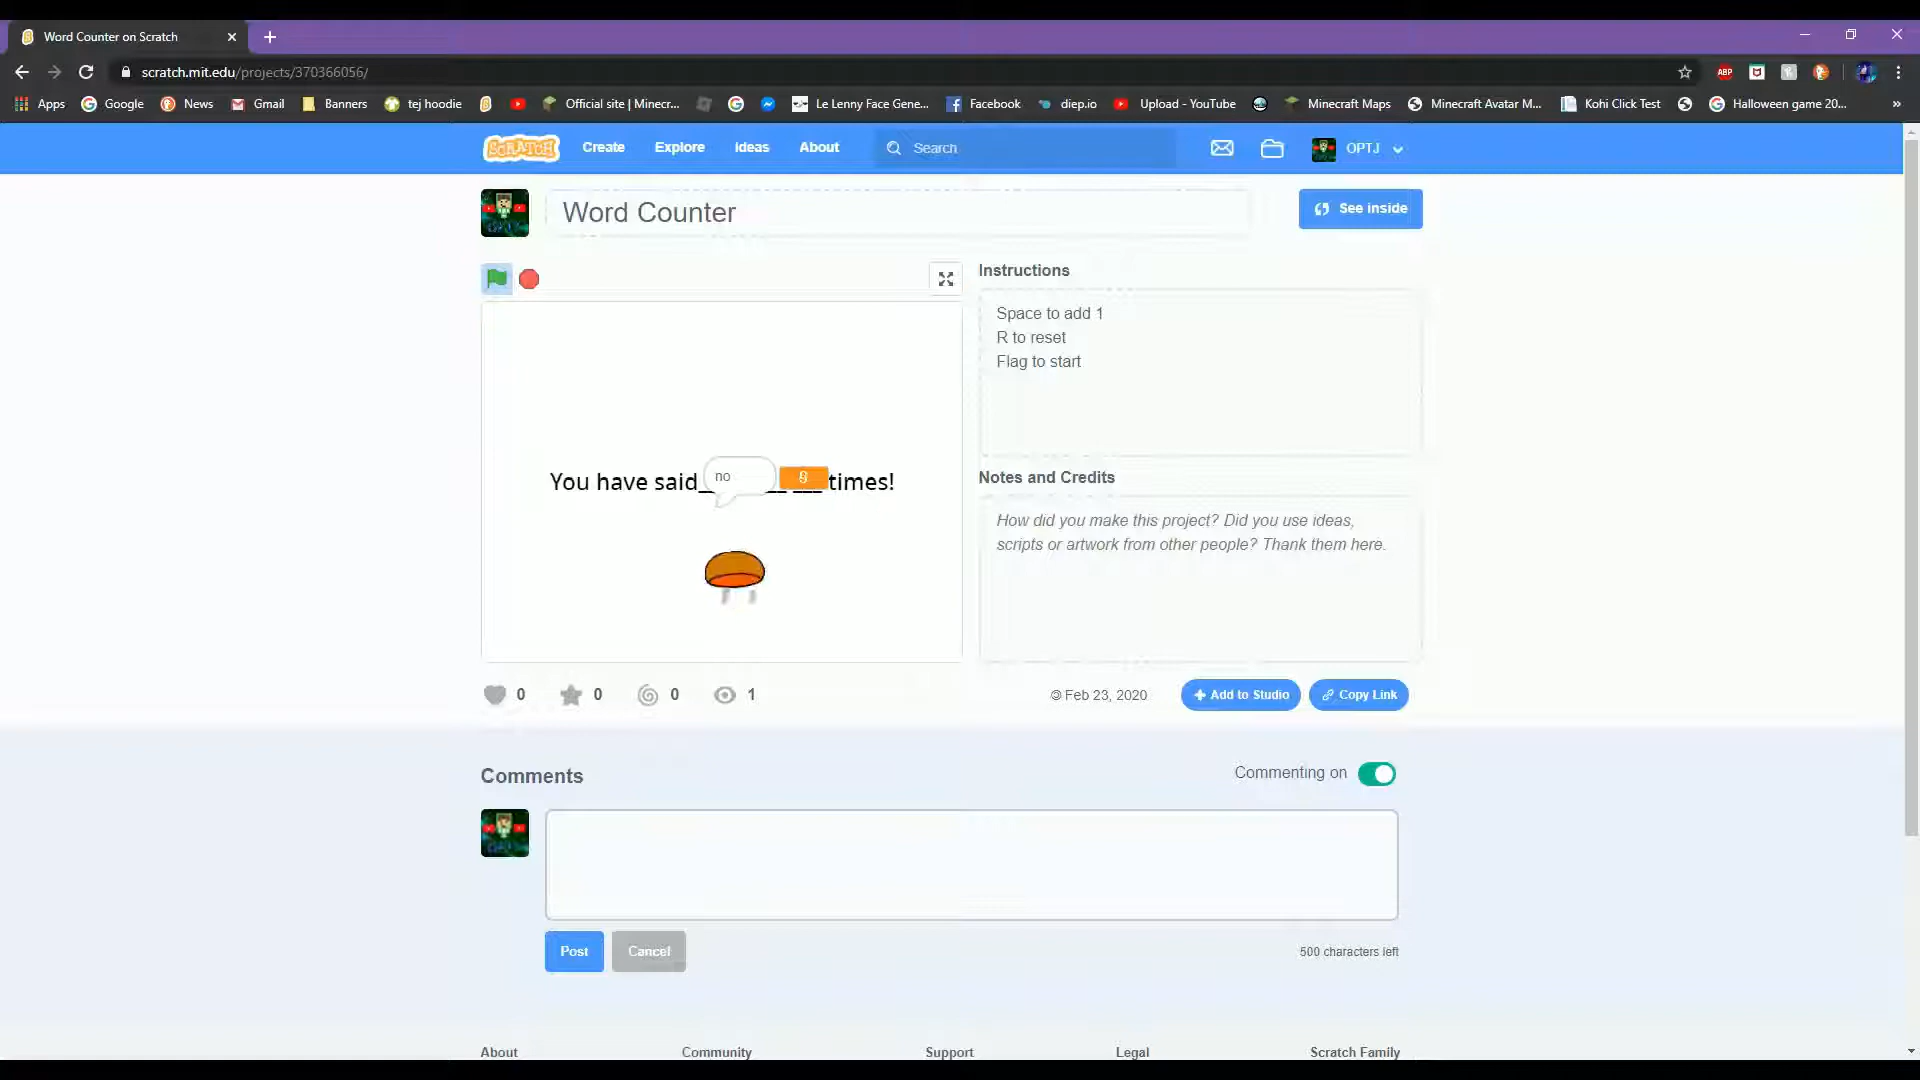 Word Counter on Scratch
scratch.mit.edu/projects/370366056/
ABP
Apps Google News Gmail Banners tej hoodie Official site | Minecr... Le Lenny Face Gene... Facebook diep.io Upload - YouTube Minecraft Maps Minecraft Avatar M... Kohi Click Test Halloween game 20... »
SCRATCH Create Explore Ideas About Search OPTJ
Word Counter
See inside
Instructions
Space to add 1
R to reset
Flag to start
You have said no times!
Notes and Credits
How did you make this project? Did you use ideas,
scripts or artwork from other people? Thank them here.
0 0 0 1
© Feb 23, 2020 Add to Studio Copy Link
Comments
Commenting on
Post Cancel 500 characters left
About Community Support Legal Scratch Family